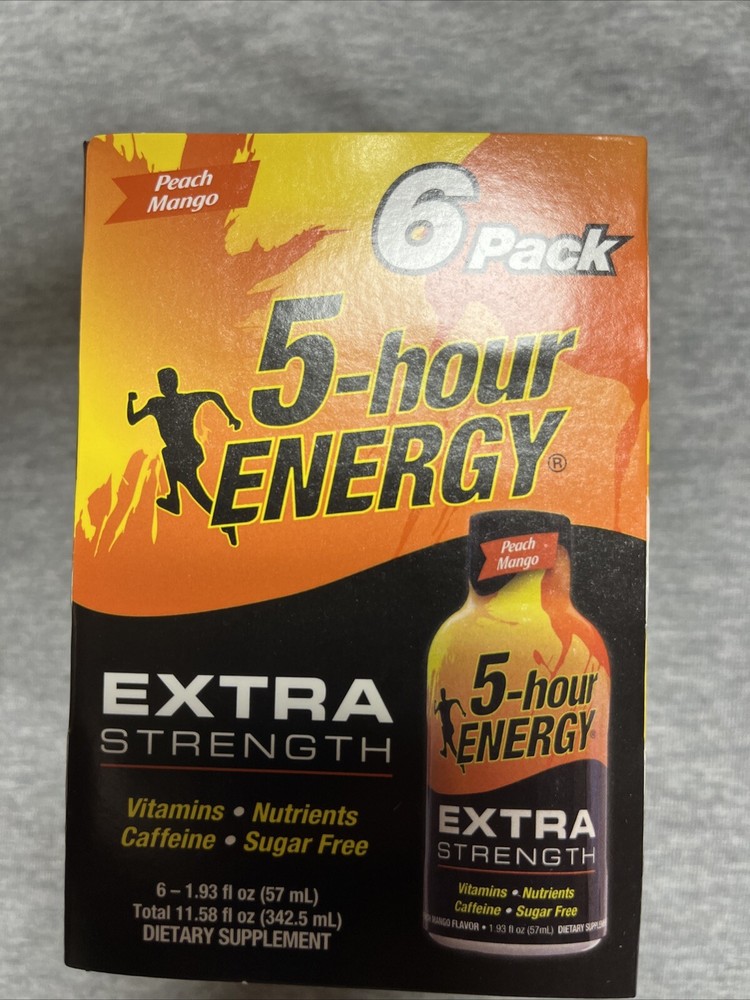 Peach
Mango
6 Pack
5-hour
ENERGY®
EXTRA
STRENGTH
Vitamins • Nutrients
Caffeine • Sugar Free
6 – 1.93 fl oz (57 mL)
Total 11.58 fl oz (342.5 mL)
DIETARY SUPPLEMENT
Peach
Mango
5-hour
ENERGY®
EXTRA
STRENGTH
Vitamins • Nutrients
Caffeine • Sugar Free
MANGO FLAVOR • 1.93 fl oz (57mL) DIETARY